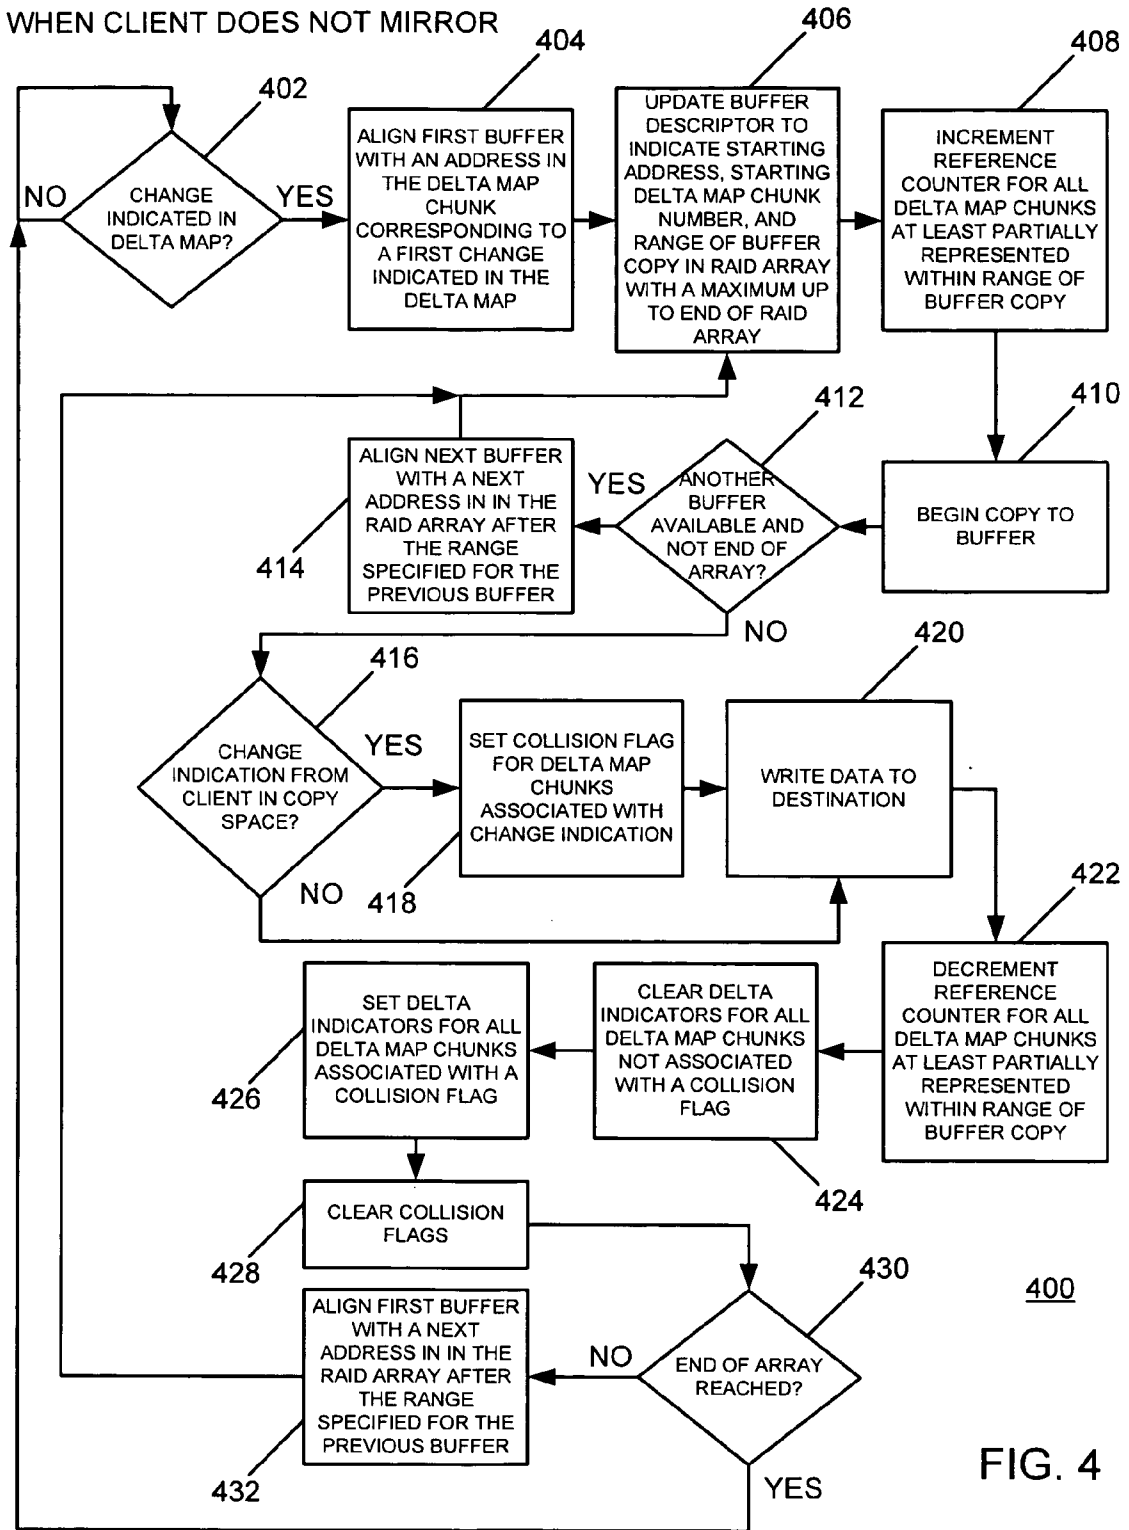 WHEN CLIENT DOES NOT MIRROR
402
CHANGE
INDICATED IN
DELTA MAP?
NO
YES
404
ALIGN FIRST BUFFER
WITH AN ADDRESS IN
THE DELTA MAP
CHUNK
CORRESPONDING TO
A FIRST CHANGE
INDICATED IN THE
DELTA MAP
406
UPDATE BUFFER
DESCRIPTOR TO
INDICATE STARTING
ADDRESS, STARTING
DELTA MAP CHUNK
NUMBER, AND
RANGE OF BUFFER
COPY IN RAID ARRAY
WITH A MAXIMUM UP
TO END OF RAID
ARRAY
408
INCREMENT
REFERENCE
COUNTER FOR ALL
DELTA MAP CHUNKS
AT LEAST PARTIALLY
REPRESENTED
WITHIN RANGE OF
BUFFER COPY
410
BEGIN COPY TO
BUFFER
412
ANOTHER
BUFFER
AVAILABLE AND
NOT END OF
ARRAY?
YES
NO
ALIGN NEXT BUFFER
WITH A NEXT
ADDRESS IN IN THE
RAID ARRAY AFTER
THE RANGE
SPECIFIED FOR THE
PREVIOUS BUFFER
414
416
CHANGE
INDICATION FROM
CLIENT IN COPY
SPACE?
YES
NO
SET COLLISION FLAG
FOR DELTA MAP
CHUNKS
ASSOCIATED WITH
CHANGE INDICATION
418
420
WRITE DATA TO
DESTINATION
422
DECREMENT
REFERENCE
COUNTER FOR ALL
DELTA MAP CHUNKS
AT LEAST PARTIALLY
REPRESENTED
WITHIN RANGE OF
BUFFER COPY
CLEAR DELTA
INDICATORS FOR ALL
DELTA MAP CHUNKS
NOT ASSOCIATED
WITH A COLLISION
FLAG
424
SET DELTA
INDICATORS FOR ALL
DELTA MAP CHUNKS
ASSOCIATED WITH A
COLLISION FLAG
426
CLEAR COLLISION
FLAGS
428
430
END OF ARRAY
REACHED?
NO
YES
ALIGN FIRST BUFFER
WITH A NEXT
ADDRESS IN IN THE
RAID ARRAY AFTER
THE RANGE
SPECIFIED FOR THE
PREVIOUS BUFFER
432
400
FIG. 4